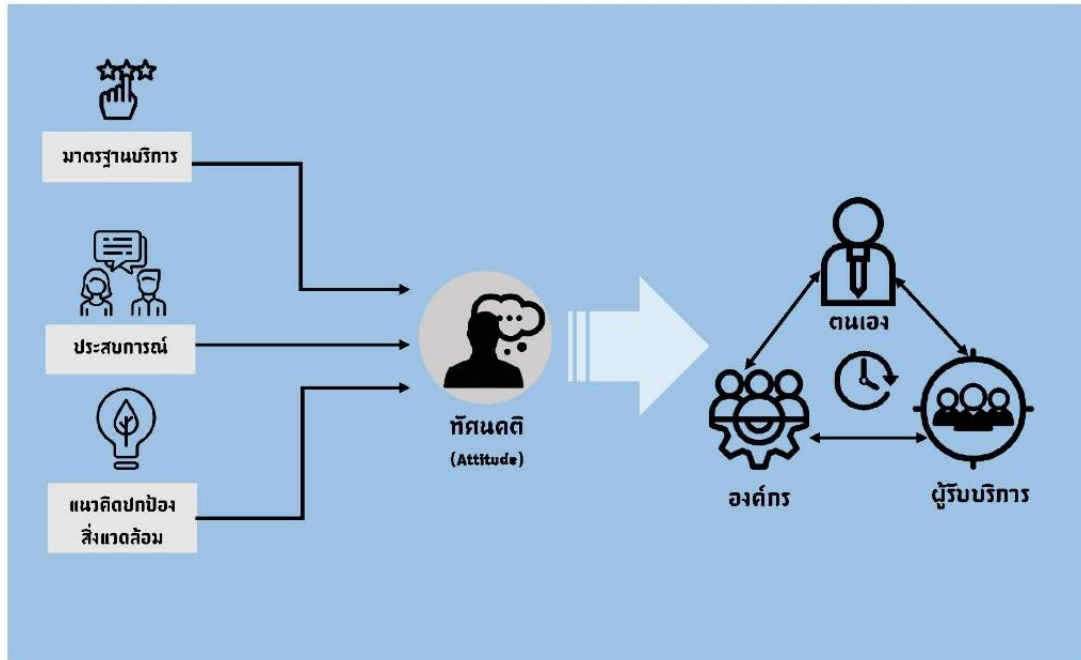 มาตรฐานบริการ
ประสบการณ์
แนวคิดปกป้อง
สิ่งแวดล้อม
ทัศนคติ
(Attitude)
ตนเอง
องค์กร
ผู้รับบริการ